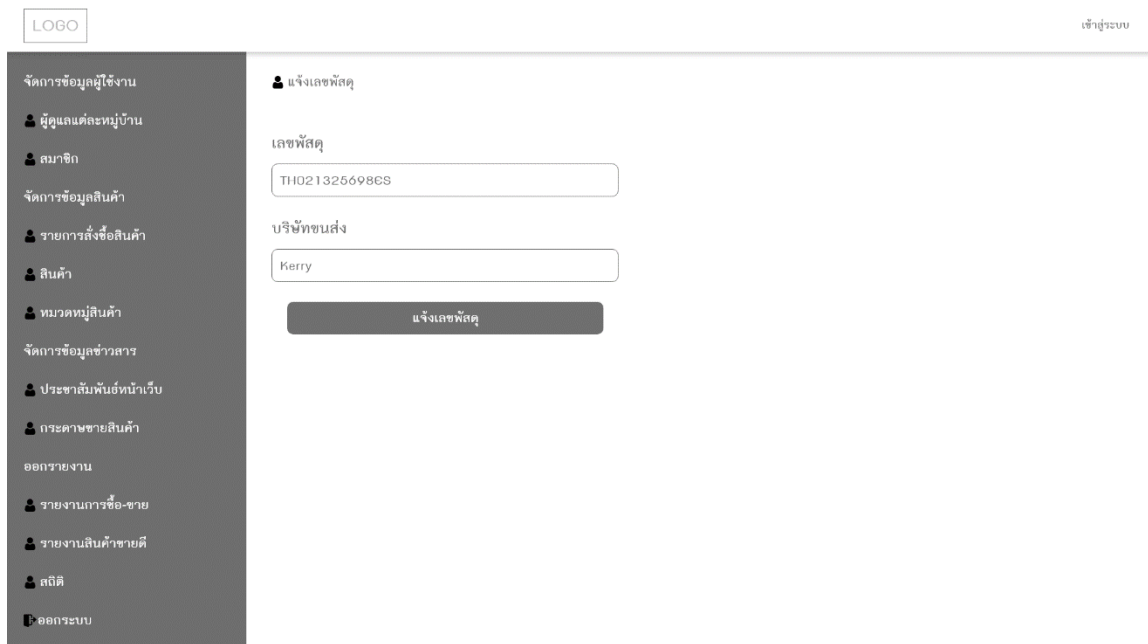 LOGO
เข้าสู่ระบบ
จัดการข้อมูลผู้ใช้งาน
ผู้ดูแลแต่ละหมู่บ้าน
สมาชิก
จัดการข้อมูลสินค้า
รายการสั่งซื้อสินค้า
สินค้า
หมวดหมู่สินค้า
จัดการข้อมูลข่าวสาร
ประชาสัมพันธ์หน้าเว็บ
กระดาษขายสินค้า
ออกรายงาน
รายงานการซื้อ-ขาย
รายงานสินค้าขายดี
สถิติ
ออกระบบ
แจ้งเลขพัสดุ
เลขพัสดุ
TH021325698ES
บริษัทขนส่ง
Kerry
แจ้งเลขพัสดุ